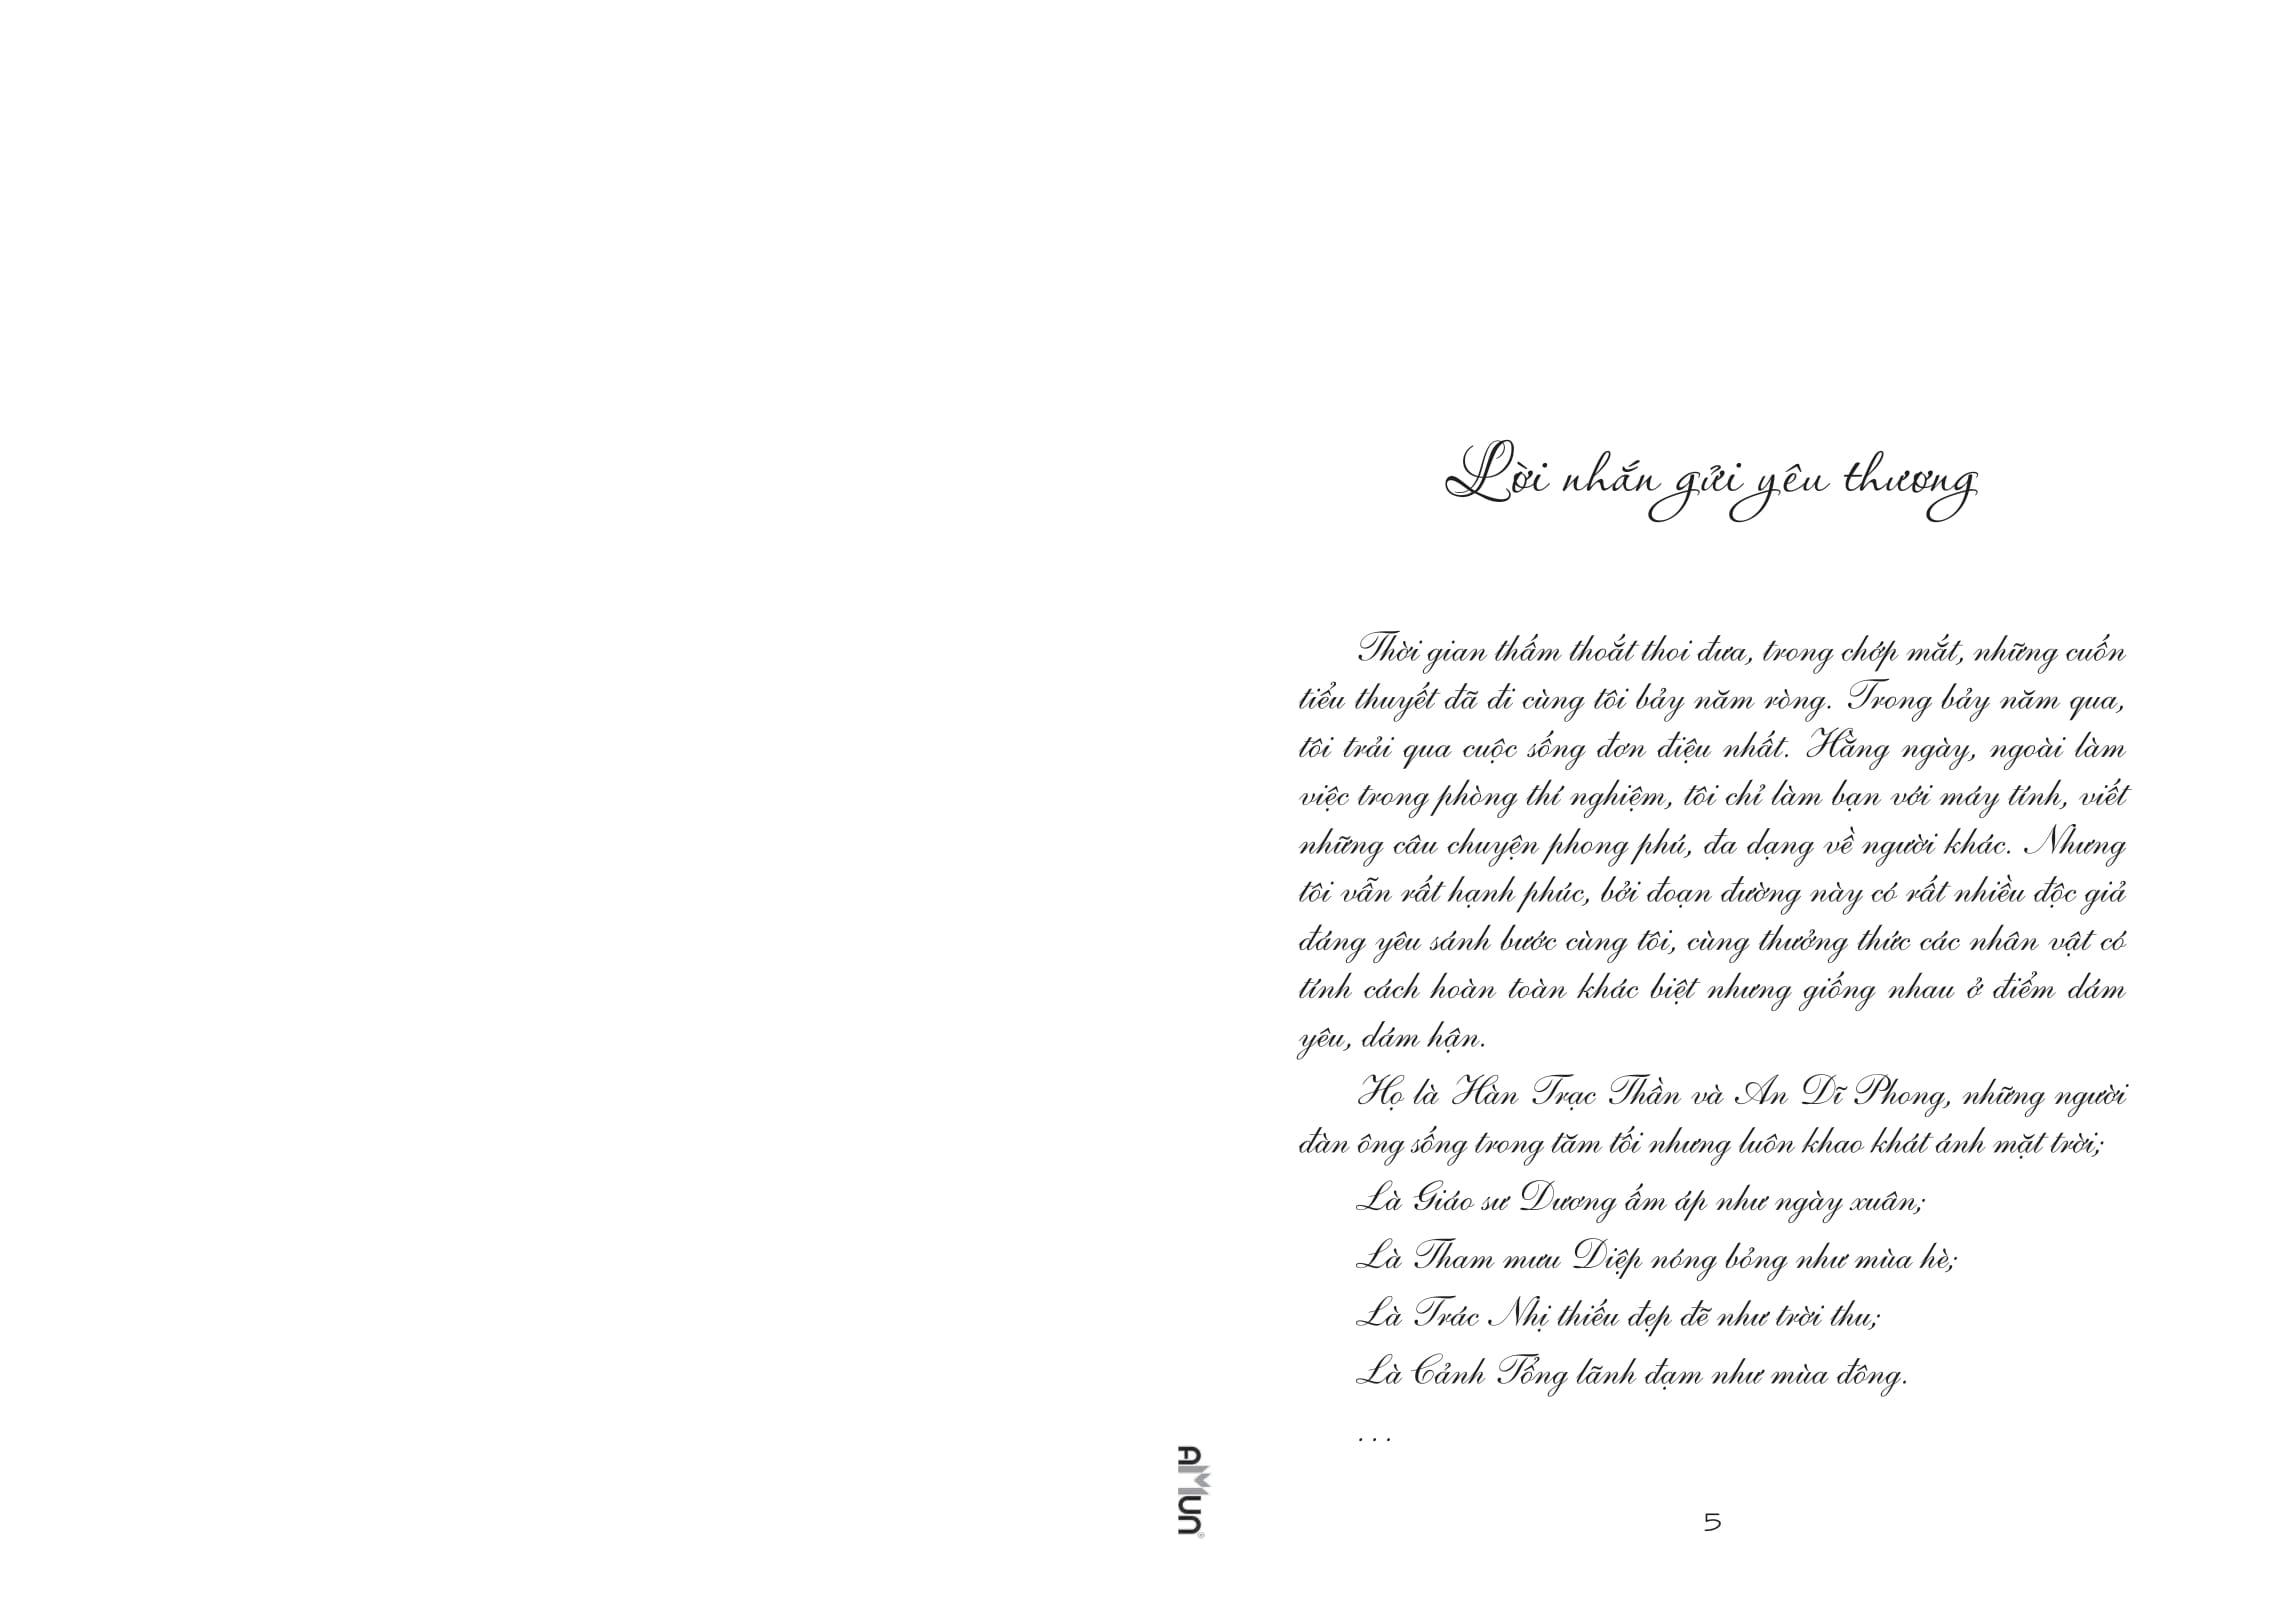 Lời nhắn gửi yêu thương
Thời gian thấm thoắt thoi đưa, trong chớp mắt, những cuốn
tiểu thuyết đã đi cùng tôi bảy năm ròng. Trong bảy năm qua,
tôi trải qua cuộc sống đơn điệu nhất. Hằng ngày, ngoài làm
việc trong phòng thí nghiệm, tôi chỉ làm bạn với máy tính, viết
những câu chuyện phong phú, đa dạng về người khác. Nhưng
tôi vẫn rất hạnh phúc, bởi đoạn đường này có rất nhiều độc giả
đáng yêu sánh bước cùng tôi, cùng thưởng thức các nhân vật có
tính cách hoàn toàn khác biệt nhưng giống nhau ở điểm dám
yêu, dám hận.
Họ là Hàn Trạc Thần và An Dĩ Phong, những người
đàn ông sống trong tăm tối nhưng luôn khao khát ánh mặt trời;
Là Giáo sư Dương ấm áp như ngày xuân;
Là Tham mưu Diệp nóng bỏng như mùa hè;
Là Trác Nhị thiếu đẹp đẽ như trời thu;
Là Cảnh Tổng lãnh đạm như mùa đông.
...
AMUN®
5